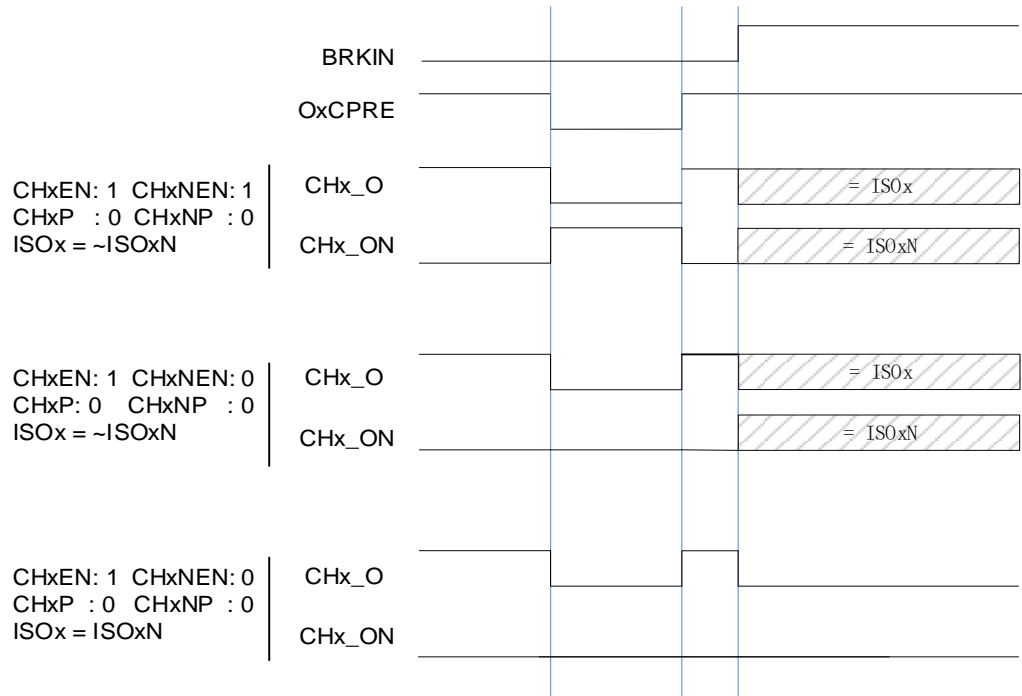 BRKIN
OxCPRE
CHxEN: 1 CHxNEN: 1
CHxP : 0 CHxNP : 0
ISOx = ~ISOxN
CHx_O
= ISOx
CHx_ON
= ISOxN
CHxEN: 1 CHxNEN: 0
CHxP: 0 CHxNP : 0
ISOx = ~ISOxN
CHx_O
= ISOx
CHx_ON
= ISOxN
CHxEN: 1 CHxNEN: 0
CHxP : 0 CHxNP : 0
ISOx = ISOxN
CHx_O
CHx_ON